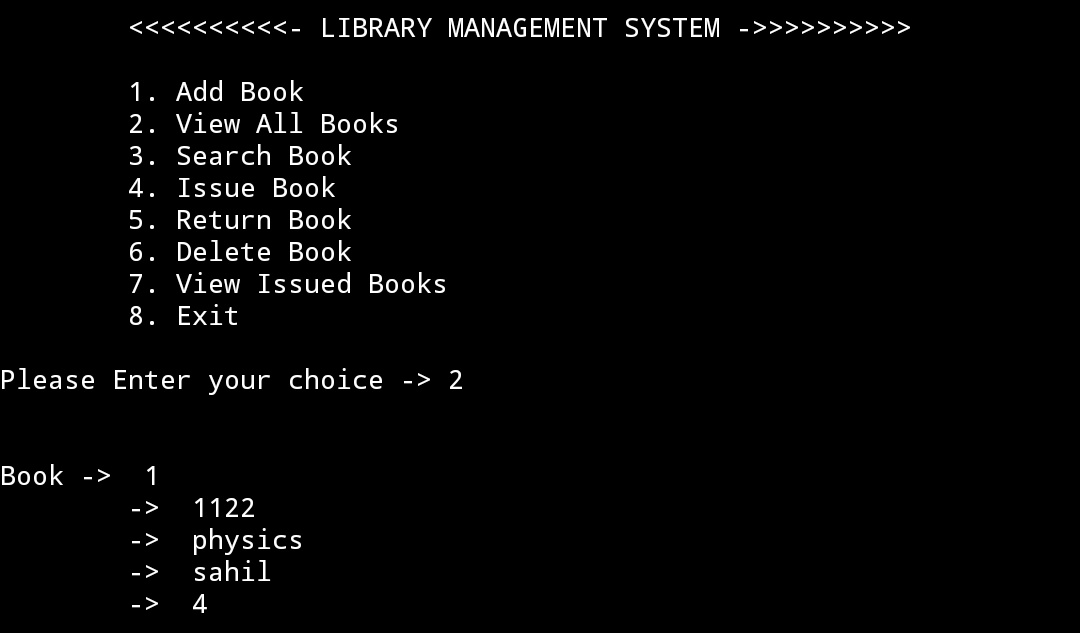 <<<<<<<<<<- LIBRARY MANAGEMENT SYSTEM ->>>>>>>>>>
1. Add Book
2. View All Books
3. Search Book
4. Issue Book
5. Return Book
6. Delete Book
7. View Issued Books
8. Exit
Please Enter your choice -> 2
Book ->  1
->  1122
->  physics
->  sahil
->  4